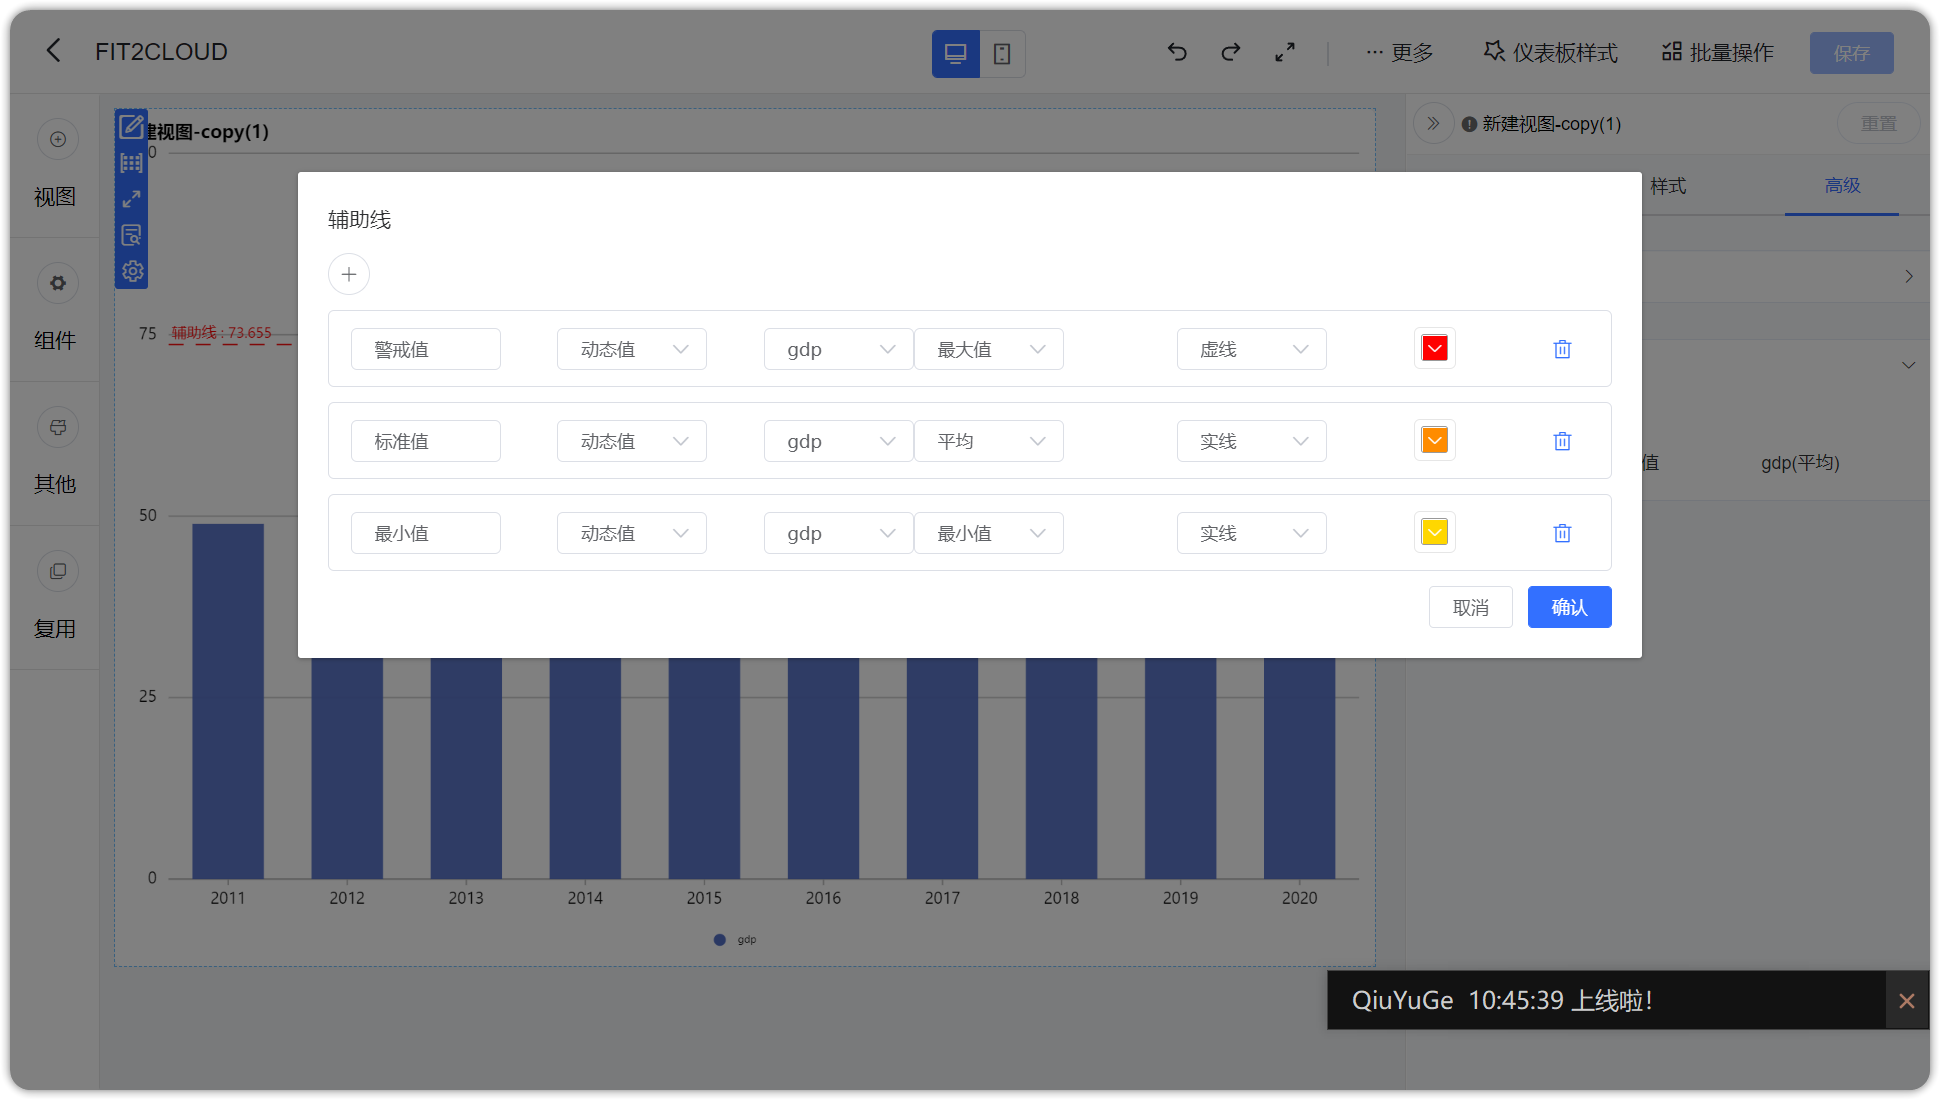 FIT2CLOUD
更多
仪表板样式
批量操作
保存
视图
组件
其他
复用
建视图-copy(1)
新建视图-copy(1)
重置
样式
高级
辅助线
警戒值 动态值 gdp 最大值 虚线
标准值 动态值 gdp 平均 实线
最小值 动态值 gdp 最小值 实线
取消 确认
值 gdp(平均)
0
75
辅助线 : 73.655
50
25
0
2011 2012 2013 2014 2015 2016 2017 2018 2019 2020
gdp
QiuYuGe 10:45:39 上线啦!